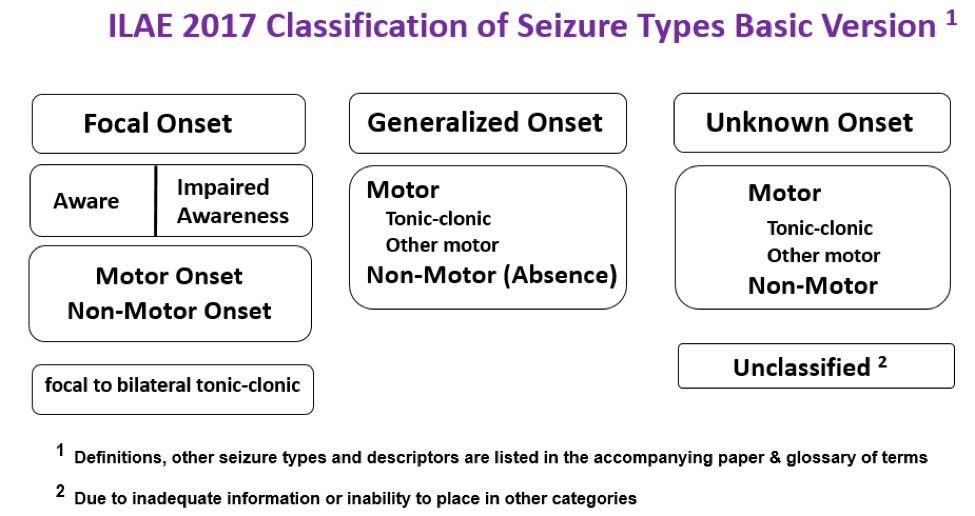 ILAE 2017 Classification of Seizure Types Basic Version 1
Focal Onset
Aware
Impaired
Awareness
Motor Onset
Non-Motor Onset
focal to bilateral tonic-clonic
Generalized Onset
Motor
Tonic-clonic
Other motor
Non-Motor (Absence)
Unknown Onset
Motor
Tonic-clonic
Other motor
Non-Motor
Unclassified 2
1 Definitions, other seizure types and descriptors are listed in the accompanying paper & glossary of terms
2 Due to inadequate information or inability to place in other categories